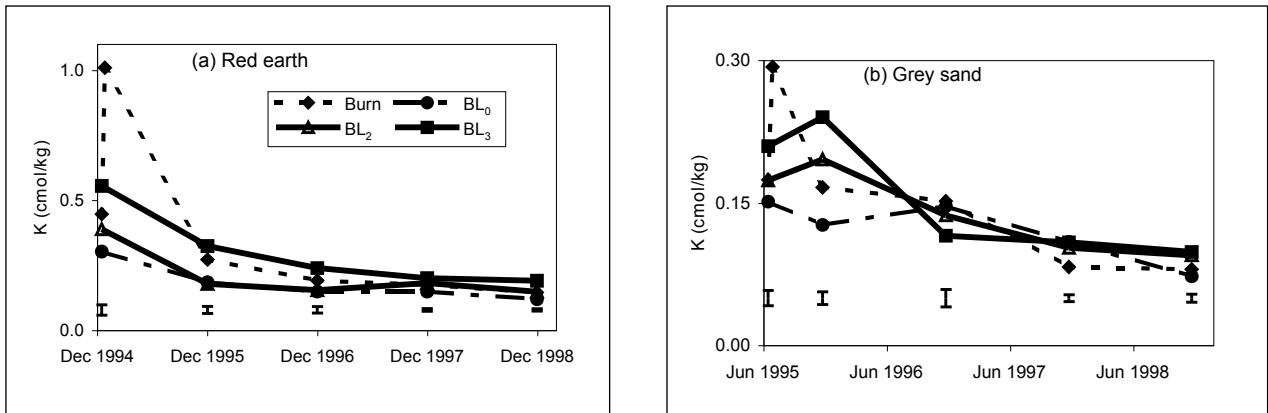 (a) Red earth
K (cmol/kg)
1.0
0.5
0.0
Burn
BL₀
BL₂
BL₃
Dec 1994
Dec 1995
Dec 1996
Dec 1997
Dec 1998
(b) Grey sand
K (cmol/kg)
0.30
0.15
0.00
Jun 1995
Jun 1996
Jun 1997
Jun 1998